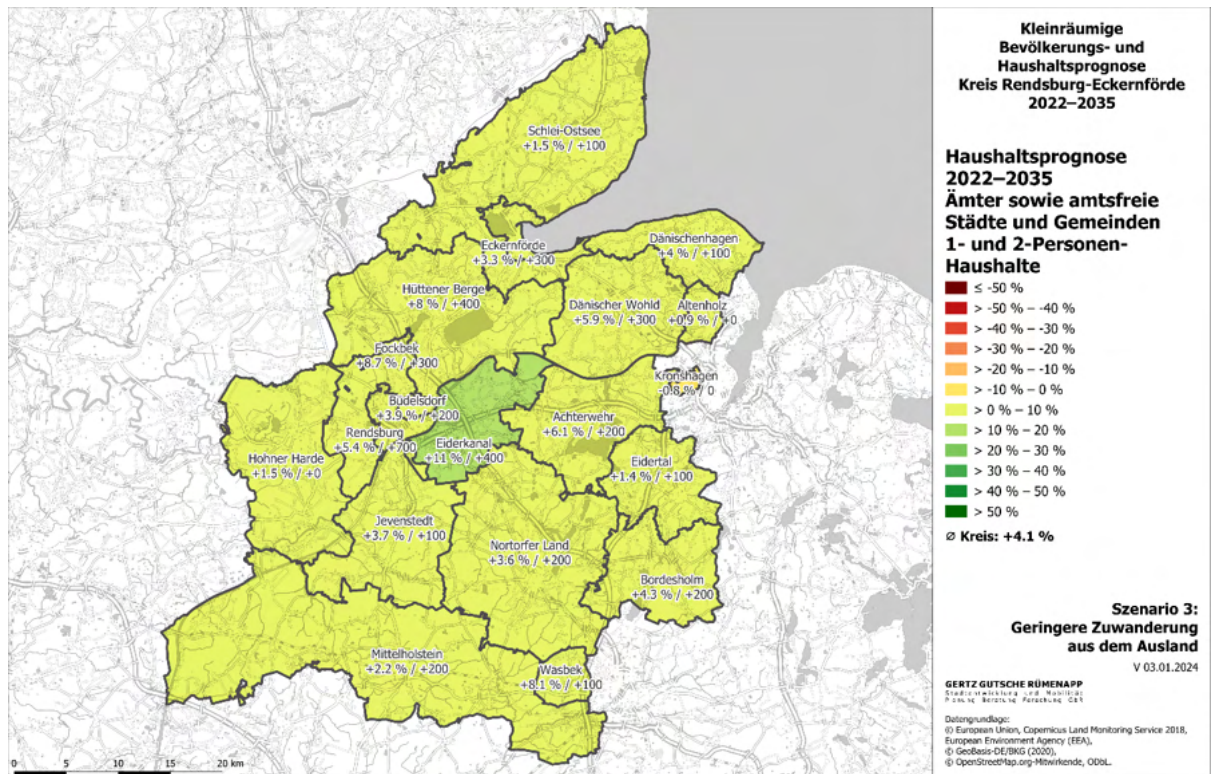 Schlei-Ostsee
+1.5 % / +100
Eckernförde
+3.3 % / +300
Dänischenhagen
+4 % / +100
Hüttener Berge
+8 % / +400
Dänischer Wohld
+5.9 % / +300
Altenholz
+0.9 % / +0
Fockbek
+8.7 % / +300
Kronshagen
-0.8 % / 0
Büdelsdorf
+3.9 % / +200
Achterwehr
+6.1 % / +200
Rendsburg
+5.4 % / +700
Eiderkanal
+11 % / +400
Hohner Harde
+1.5 % / +0
Eidertal
+1.4 % / +100
Jevenstedt
+3.7 % / +100
Nortorfer Land
+3.6 % / +200
Bordesholm
+4.3 % / +200
Mittelholstein
+2.2 % / +200
Wasbek
+8.1 % / +100
0 5 10 15 20 km
Kleinräumige
Bevölkerungs- und
Haushaltsprognose
Kreis Rendsburg-Eckernförde
2022–2035
Haushaltsprognose
2022–2035
Ämter sowie amtsfreie
Städte und Gemeinden
1- und 2-Personen-
Haushalte
≤ -50 %
> -50 % – -40 %
> -40 % – -30 %
> -30 % – -20 %
> -20 % – -10 %
> -10 % – 0 %
> 0 % – 10 %
> 10 % – 20 %
> 20 % – 30 %
> 30 % – 40 %
> 40 % – 50 %
> 50 %
⌀ Kreis: +4.1 %
Szenario 3:
Geringere Zuwanderung
aus dem Ausland
V 03.01.2024
GERTZ GUTSCHE RÜMENAPP
Stadtentwicklung und Mobilität
Planung Beratung Forschung GbR
Datengrundlage:
© European Union, Copernicus Land Monitoring Service 2018,
European Environment Agency (EEA),
© GeoBasis-DE/BKG (2020),
© OpenStreetMap.org-Mitwirkende, ODbL.